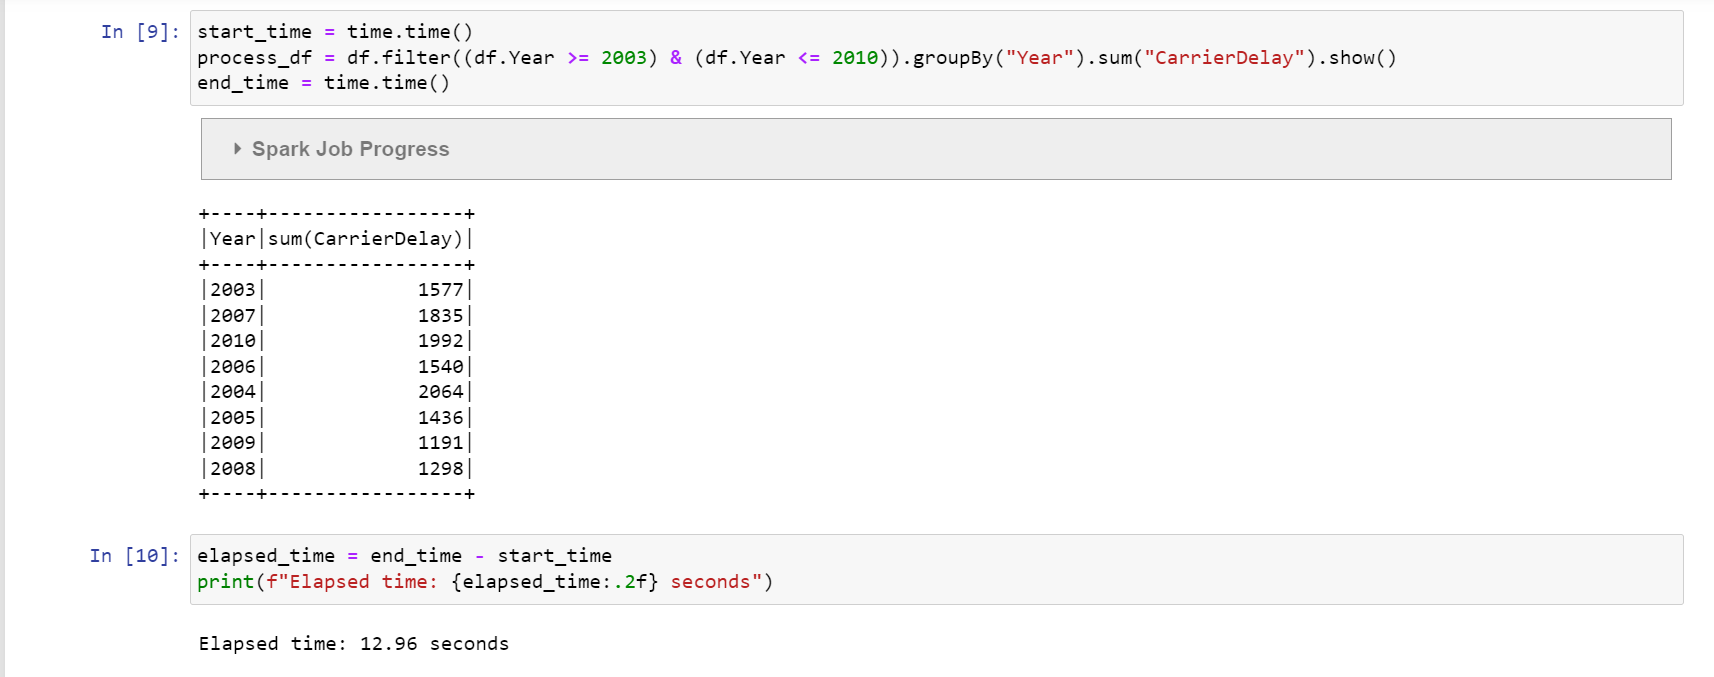 In [9]: start_time = time.time()
process_df = df.filter((df.Year >= 2003) & (df.Year <= 2010)).groupBy("Year").sum("CarrierDelay").show()
end_time = time.time()
Spark Job Progress
+----+-----------------+
|Year|sum(CarrierDelay)|
+----+-----------------+
|2003|             1577|
|2007|             1835|
|2010|             1992|
|2006|             1540|
|2004|             2064|
|2005|             1436|
|2009|             1191|
|2008|             1298|
+----+-----------------+
In [10]: elapsed_time = end_time - start_time
print(f"Elapsed time: {elapsed_time:.2f} seconds")
Elapsed time: 12.96 seconds